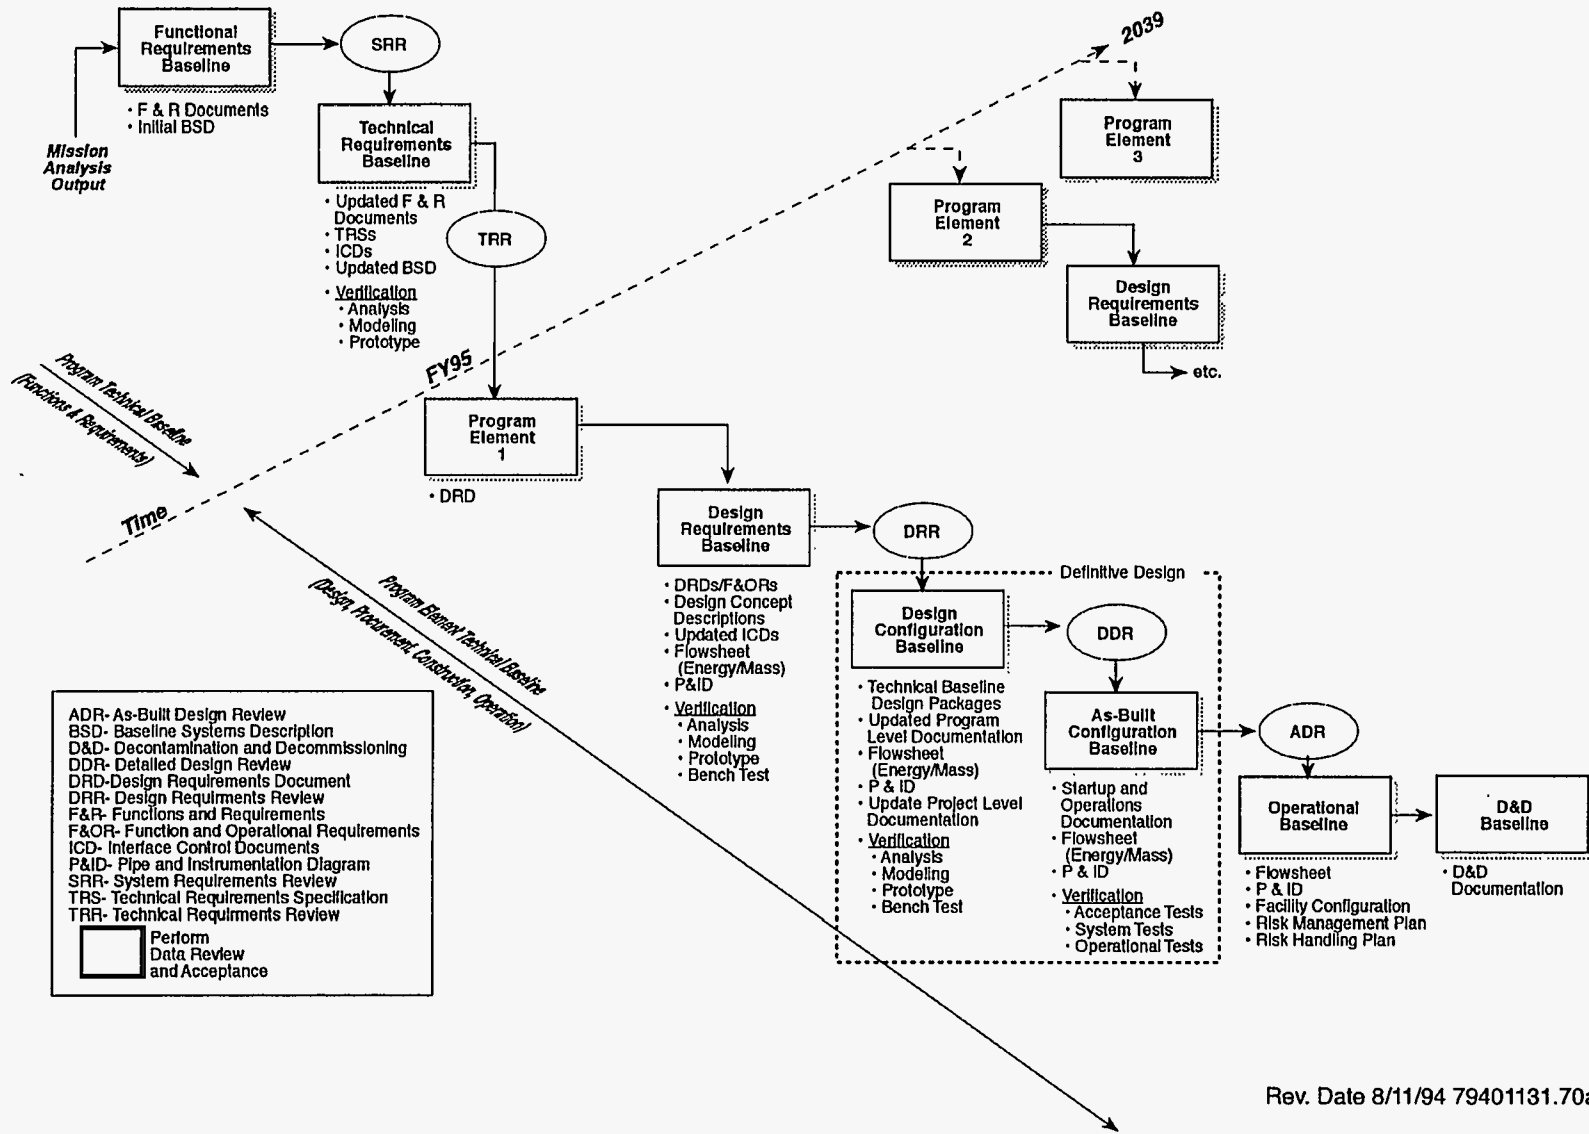 Functional
Requirements
Baseline
SRR
• F & R Documents
• Initial BSD
Mission
Analysis
Output
Technical
Requirements
Baseline
• Updated F & R
Documents
• TRSs
• ICDs
• Updated BSD
• Verification
• Analysis
• Modeling
• Prototype
TRR
2039
Program
Element
3
Program
Element
2
Design
Requirements
Baseline
etc.
Program Technical Baseline
(Functions & Requirements)
Time
FY95
Program
Element
1
• DRD
Design
Requirements
Baseline
• DRDs/F&ORs
• Design Concept
Descriptions
• Updated ICDs
• Flowsheet
(Energy/Mass)
• P&ID
• Verification
• Analysis
• Modeling
• Prototype
• Bench Test
DRR
Program Element Technical Baseline
(Design, Procurement, Construction, Operation)
Definitive Design
Design
Configuration
Baseline
• Technical Baseline
Design Packages
• Updated Program
Level Documentation
• Flowsheet
(Energy/Mass)
• P & ID
• Update Project Level
Documentation
• Verification
• Analysis
• Modeling
• Prototype
• Bench Test
DDR
As-Built
Configuration
Baseline
• Startup and
Operations
Documentation
• Flowsheet
(Energy/Mass)
• P & ID
• Verification
• Acceptance Tests
• System Tests
• Operational Tests
ADR
Operational
Baseline
• Flowsheet
• P & ID
• Facility Configuration
• Risk Management Plan
• Risk Handling Plan
D&D
Baseline
• D&D
Documentation
ADR- As-Built Design Review
BSD- Baseline Systems Description
D&D- Decontamination and Decommissioning
DDR- Detailed Design Review
DRD-Design Requirements Document
DRR- Design Requirments Review
F&R- Functions and Requirements
F&OR- Function and Operational Requirements
ICD- Interface Control Documents
P&ID- Pipe and Instrumentation Diagram
SRR- System Requirements Review
TRS- Technical Requirements Specification
TRR- Technical Requirments Review
Perform
Data Review
and Acceptance
Rev. Date 8/11/94 79401131.70a